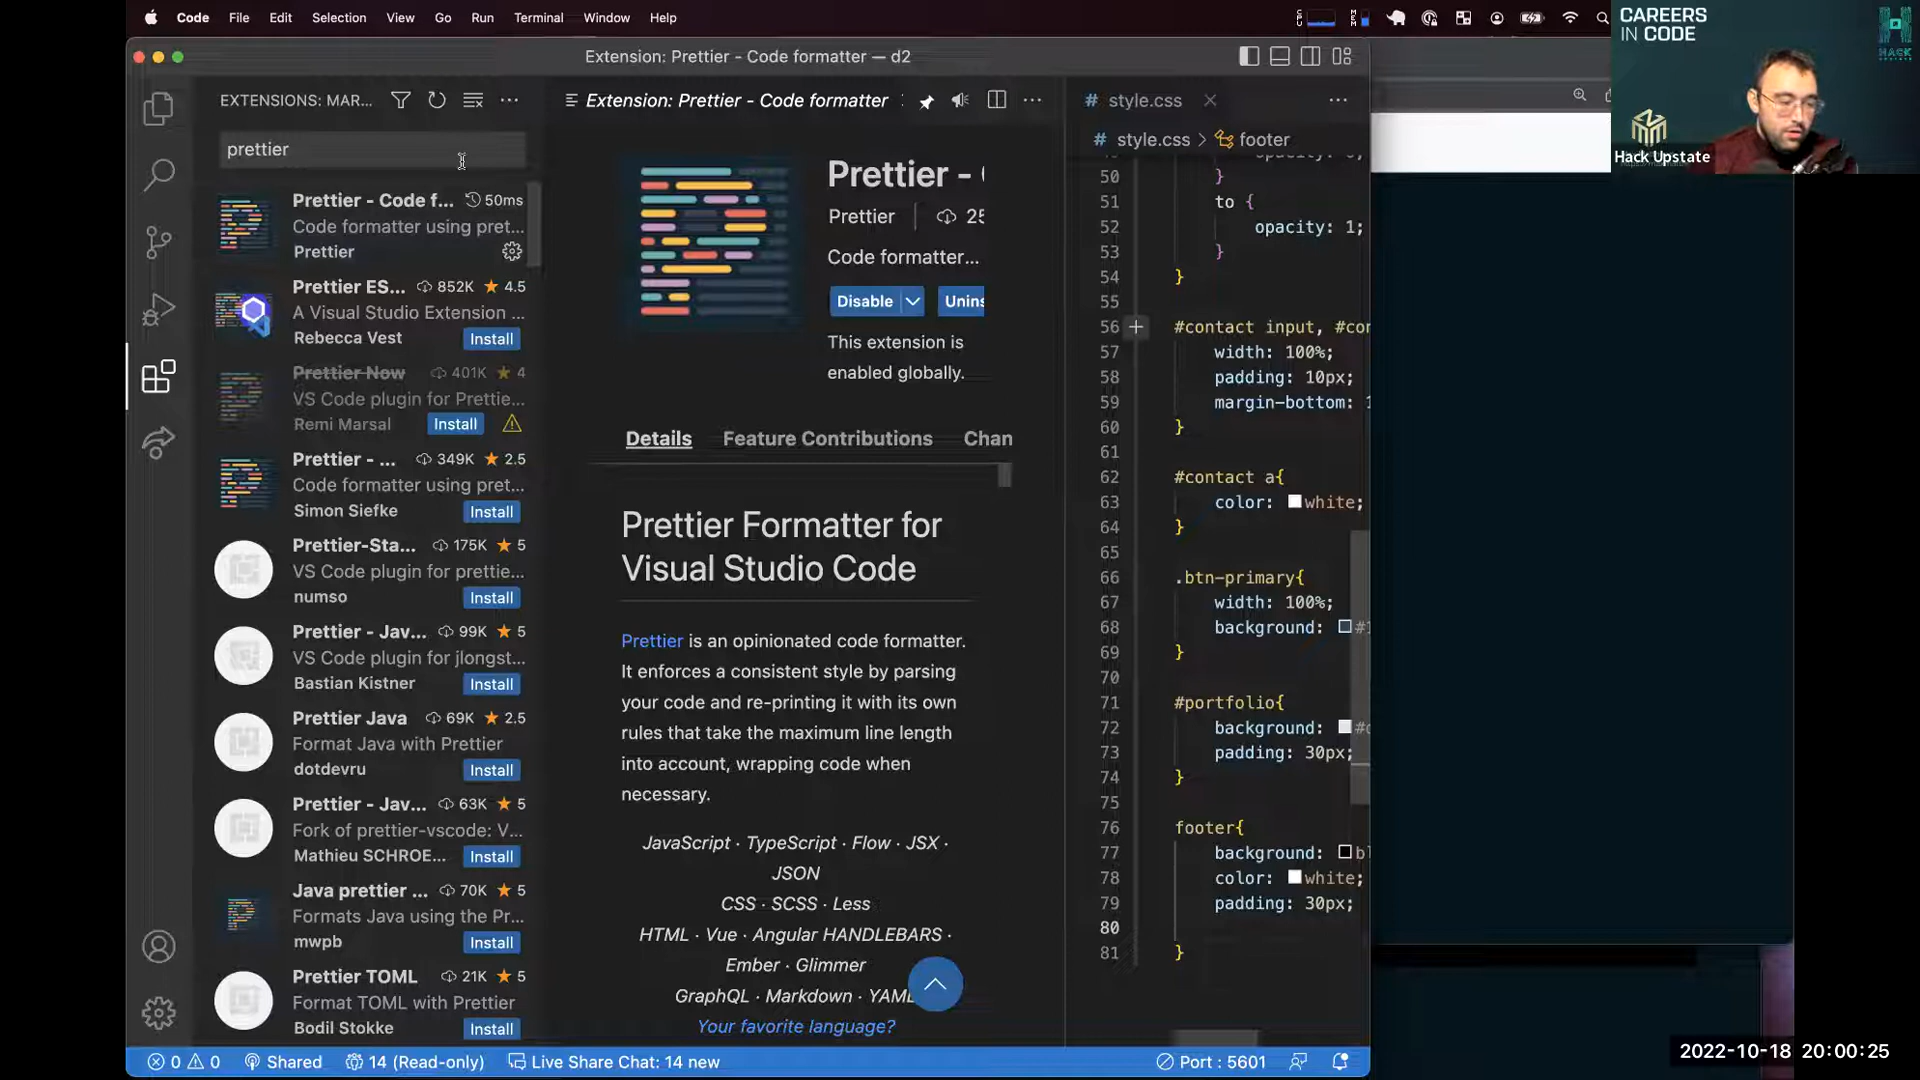 Code File Edit Selection View Go Run Terminal Window Help
CAREERS
IN CODE
HACK
Hack Upstate
Extension: Prettier - Code formatter — d2
EXTENSIONS: MAR...
prettier
Prettier - Code f... 50ms
Code formatter using pret...
Prettier
Prettier ES... 852K 4.5
A Visual Studio Extension ...
Rebecca Vest Install
Prettier Now 401K 4
VS Code plugin for Prettie...
Remi Marsal Install
Prettier - ... 349K 2.5
Code formatter using pret...
Simon Siefke Install
Prettier-Sta... 175K 5
VS Code plugin for prettie...
numso Install
Prettier - Jav... 99K 5
VS Code plugin for jlongst...
Bastian Kistner Install
Prettier Java 69K 2.5
Format Java with Prettier
dotdevru Install
Prettier - Jav... 63K 5
Fork of prettier-vscode: V...
Mathieu SCHROE... Install
Java prettier ... 70K 5
Formats Java using the Pr...
mwpb Install
Prettier TOML 21K 5
Format TOML with Prettier
Bodil Stokke Install
Extension: Prettier - Code formatter
Prettier -
Prettier 25
Code formatter...
Disable Unins
This extension is
enabled globally.
Details Feature Contributions Chan
Prettier Formatter for
Visual Studio Code
Prettier is an opinionated code formatter.
It enforces a consistent style by parsing
your code and re-printing it with its own
rules that take the maximum line length
into account, wrapping code when
necessary.
JavaScript · TypeScript · Flow · JSX ·
JSON
CSS · SCSS · Less
HTML · Vue · Angular HANDLEBARS ·
Ember · Glimmer
GraphQL · Markdown · YAML
Your favorite language?
# style.css
# style.css > footer
50 }
51 to {
52 opacity: 1;
53 }
54 }
55
56 #contact input, #con
57 width: 100%;
58 padding: 10px;
59 margin-bottom: 1
60 }
61
62 #contact a{
63 color: white;
64 }
65
66 .btn-primary{
67 width: 100%;
68 background: #1
69 }
70
71 #portfolio{
72 background: #
73 padding: 30px;
74 }
75
76 footer{
77 background: bl
78 color: white;
79 padding: 30px;
80
81 }
0 0 Shared 14 (Read-only) Live Share Chat: 14 new Port : 5601
2022-10-18 20:00:25